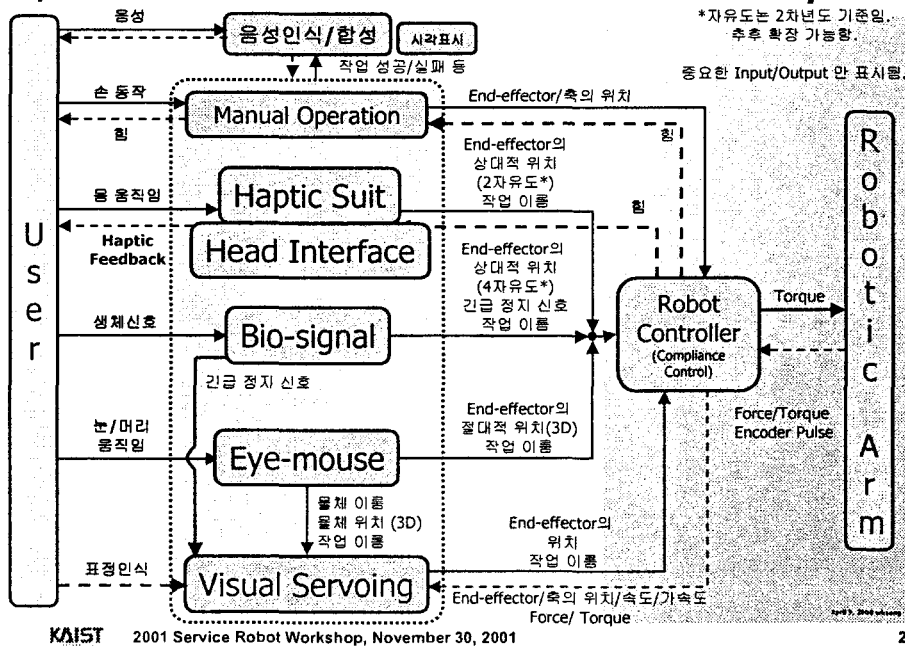 음성
음성인식/합성
시각표시
*자유도는 2차년도 기준임.
추후 확장 가능함.
작업 성공/실패 등
중요한 Input/Output 만 표시됨.
손 동작
힘
Manual Operation
End-effector/축의 위치
힘
몸 움직임
Haptic
Feedback
Haptic Suit
Head Interface
End-effector의
상대적 위치
(2자유도*)
작업 이름
힘
End-effector의
상대적 위치
(4자유도*)
긴급 정지 신호
작업 이름
User
생체신호
Bio-signal
긴급 정지 신호
Robot
Controller
(Compliance
Control)
Torque
Force/Torque
Encoder Pulse
Robotic Arm
눈/머리
움직임
Eye-mouse
End-effector의
절대적 위치(3D)
작업 이름
물체 이름
물체 위치 (3D)
작업 이름
End-effector의
위치
작업 이름
표정인식
Visual Servoing
End-effector/축의 위치/속도/가속도
Force/ Torque
KAIST 2001 Service Robot Workshop, November 30, 2001
2